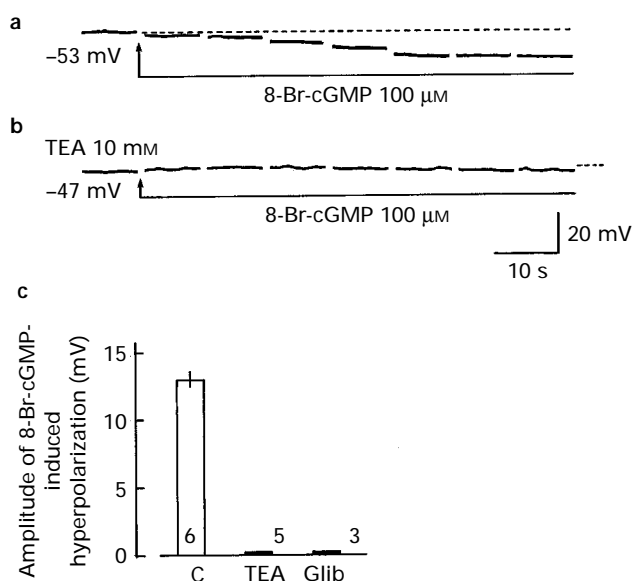 a
–53 mV
8-Br-cGMP 100 μM
b
TEA 10 mM
–47 mV
8-Br-cGMP 100 μM
20 mV
10 s
c
Amplitude of 8-Br-cGMP-
induced
hyperpolarization (mV)
15
10
5
0
6
5
3
C TEA Glib